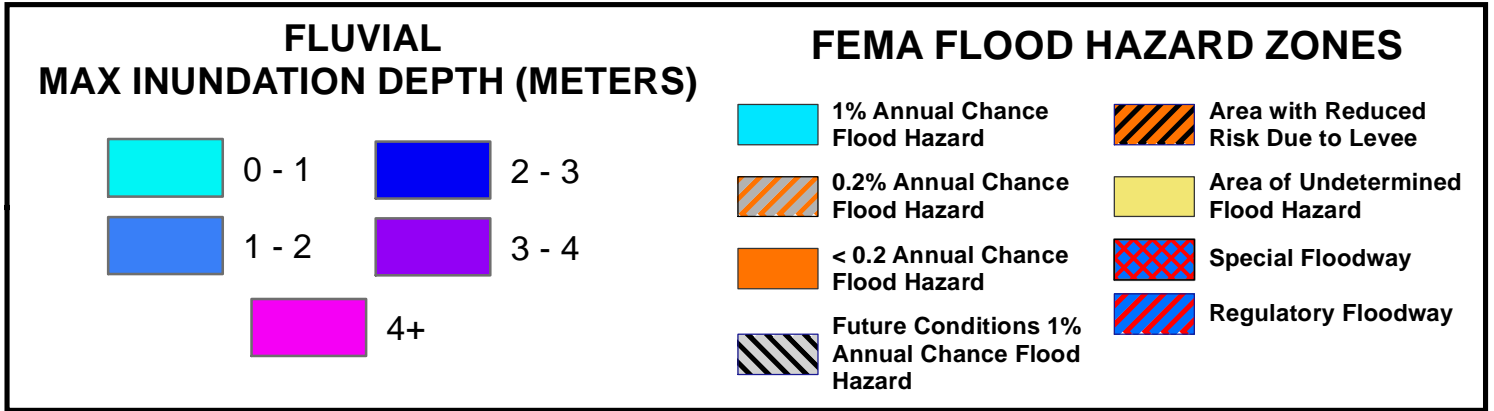 FLUVIAL
MAX INUNDATION DEPTH (METERS)
0 - 1
2 - 3
1 - 2
3 - 4
4+
FEMA FLOOD HAZARD ZONES
1% Annual Chance
Flood Hazard
0.2% Annual Chance
Flood Hazard
< 0.2 Annual Chance
Flood Hazard
Future Conditions 1%
Annual Chance Flood
Hazard
Area with Reduced
Risk Due to Levee
Area of Undetermined
Flood Hazard
Special Floodway
Regulatory Floodway